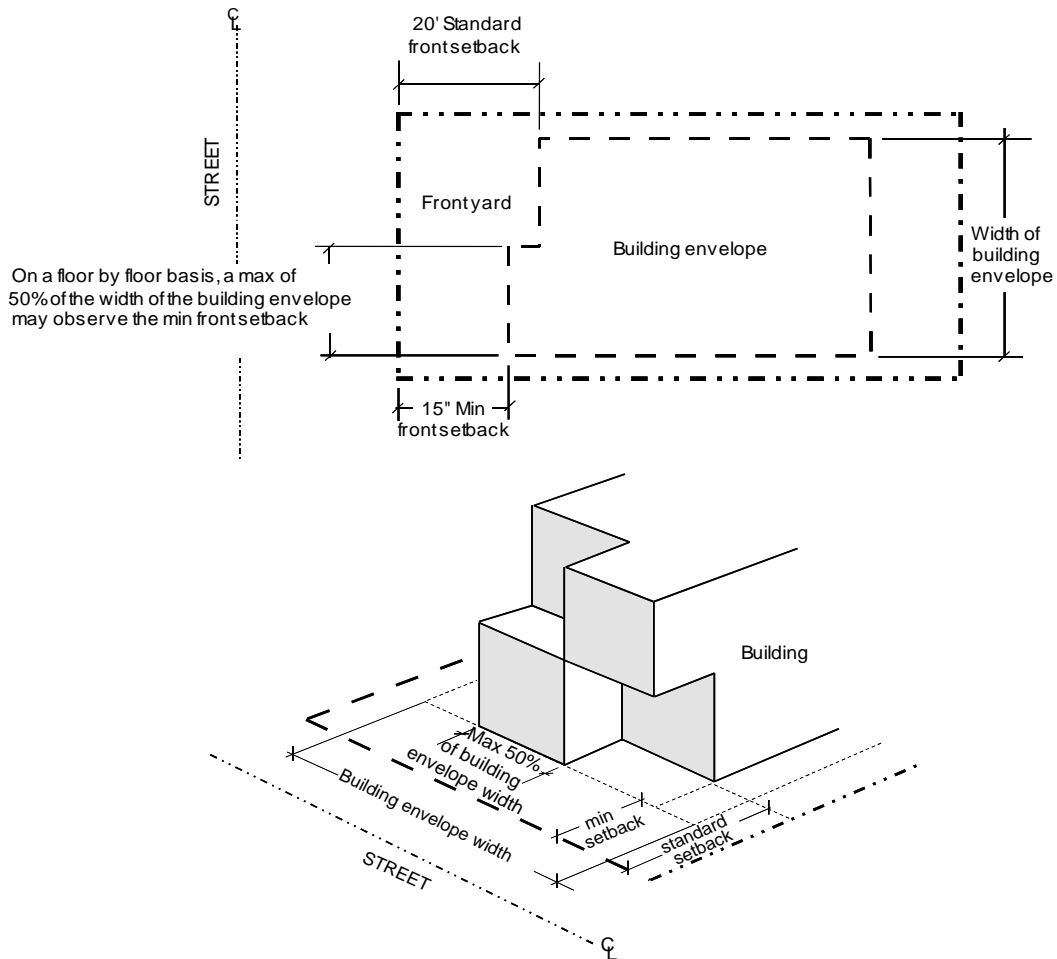 ℄
20' Standard
front setback
STREET
Front yard
Building envelope
Width of
building
envelope
On a floor by floor basis, a max of
50% of the width of the building envelope
may observe the min front setback
15" Min
front setback
Building
Max 50%
of building
envelope width
Building envelope width
min
setback
standard
setback
STREET
℄